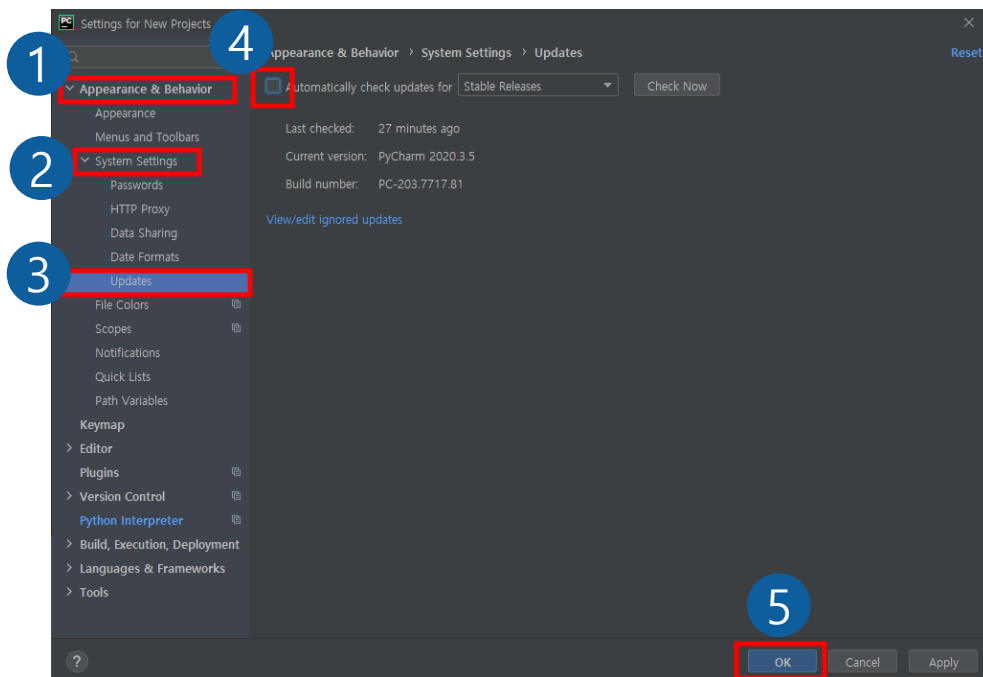 PC Settings for New Projects
1
4
Appearance & Behavior > System Settings > Updates
Reset
Appearance & Behavior
Automatically check updates for Stable Releases Check Now
Appearance
Last checked: 27 minutes ago
Menus and Toolbars
2
System Settings
Current version: PyCharm 2020.3.5
Passwords
Build number: PC-203.7717.81
HTTP Proxy
View/edit ignored updates
Data Sharing
Date Formats
3
Updates
File Colors
Scopes
Notifications
Quick Lists
Path Variables
Keymap
Editor
Plugins
Version Control
Python Interpreter
Build, Execution, Deployment
Languages & Frameworks
Tools
5
?
OK
Cancel
Apply